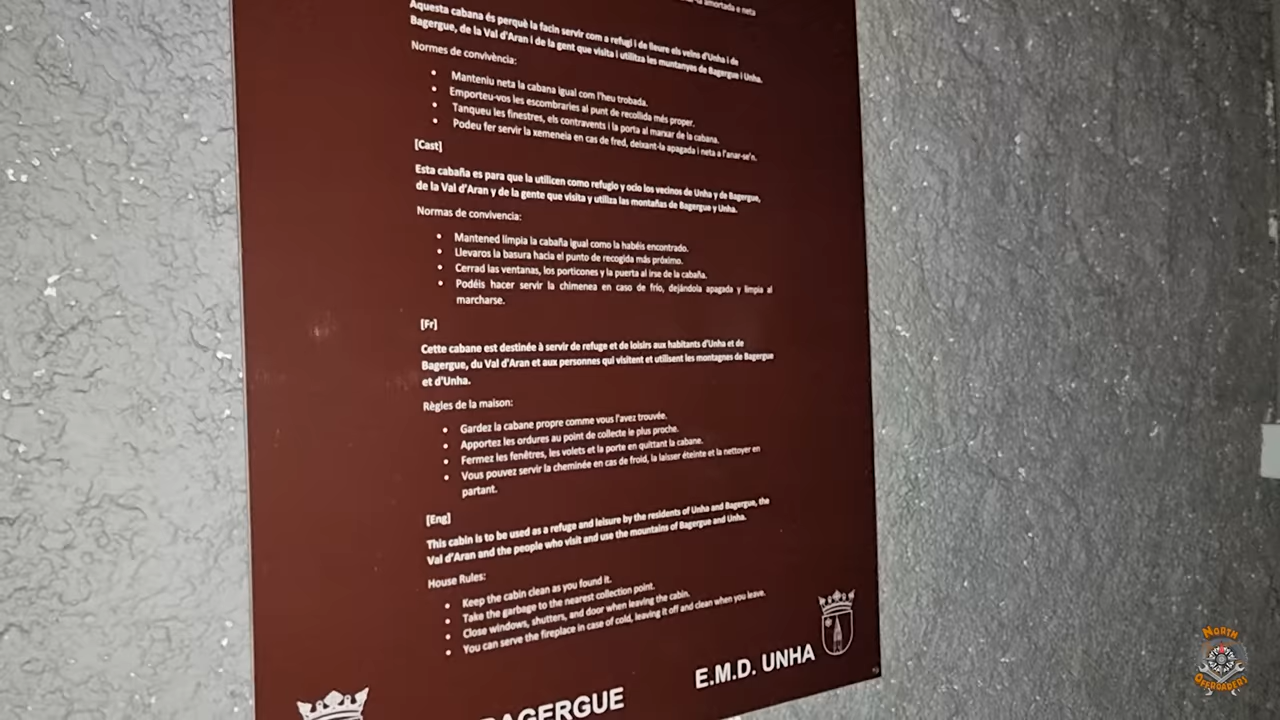 amortada e neta
Aquesta cabana és perquè la facin servir com a refugi i de lleure els veïns d'Unha i de
Bagergue, de la Val d'Aran i de la gent que visita i utilitza les muntanyes de Bagergue i Unha.
Normes de convivència:
• Manteniu neta la cabana igual com l'heu trobada.
• Emporteu-vos les escombraries al punt de recollida més proper.
• Tanqueu les finestres, els contravents i la porta al marxar de la cabana.
• Podeu fer servir la xemeneia en cas de fred, deixant-la apagada i neta a l'anar-se'n.
[Cast]
Esta cabaña es para que la utilicen como refugio y ocio los vecinos de Unha y de Bagergue,
de la Val d'Aran y de la gente que visita y utiliza las montañas de Bagergue y Unha.
Normas de convivencia:
• Mantened limpia la cabaña igual como la habéis encontrado.
• Llevaros la basura hacia el punto de recogida más próximo.
• Cerrad las ventanas, los porticones y la puerta al irse de la cabaña.
• Podéis hacer servir la chimenea en caso de frío, dejándola apagada y limpia al
marcharse.
[Fr]
Cette cabane est destinée à servir de refuge et de loisirs aux habitants d'Unha et de
Bagergue, du Val d'Aran et aux personnes qui visitent et utilisent les montagnes de Bagergue
et d'Unha.
Règles de la maison:
• Gardez la cabane propre comme vous l'avez trouvée.
• Apportez les ordures au point de collecte le plus proche.
• Fermez les fenêtres, les volets et la porte en quittant la cabane.
• Vous pouvez servir la cheminée en cas de froid, la laisser éteinte et la nettoyer en
partant.
[Eng]
This cabin is to be used as a refuge and leisure by the residents of Unha and Bagergue, the
Val d'Aran and the people who visit and use the mountains of Bagergue and Unha.
House Rules:
• Keep the cabin clean as you found it.
• Take the garbage to the nearest collection point.
• Close windows, shutters, and door when leaving the cabin.
• You can serve the fireplace in case of cold, leaving it off and clean when you leave.
BAGERGUE
E.M.D. UNHA
NORTH
OFFROADERS